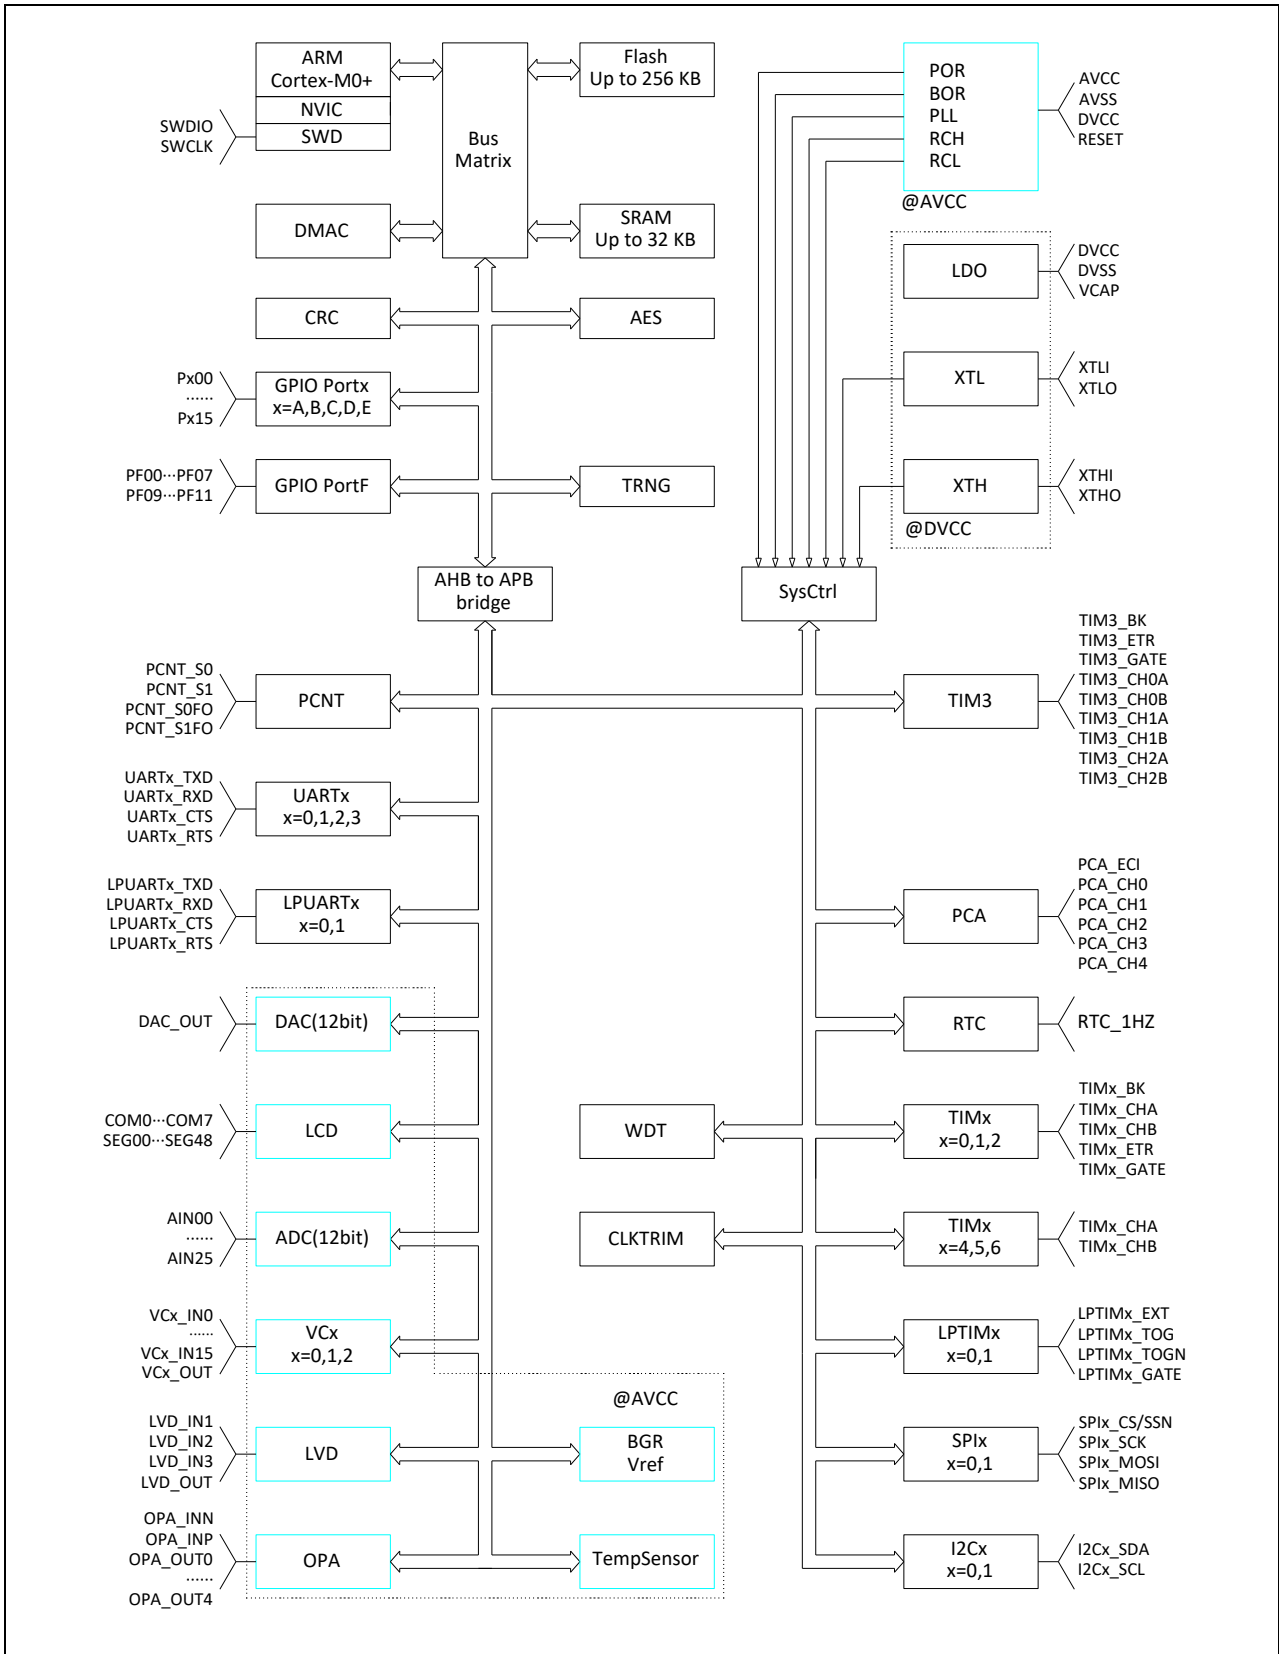 ARM
Cortex-M0+
NVIC
SWD
SWDIO
SWCLK
Bus
Matrix
Flash
Up to 256 KB
DMAC
SRAM
Up to 32 KB
CRC
AES
Px00
······
Px15
GPIO Portx
x=A,B,C,D,E
PF00···PF07
PF09···PF11
GPIO PortF
TRNG
AHB to APB
bridge
POR
BOR
PLL
RCH
RCL
@AVCC
AVCC
AVSS
DVCC
RESET
LDO
DVCC
DVSS
VCAP
XTL
XTLI
XTLO
XTH
@DVCC
XTHI
XTHO
SysCtrl
PCNT_S0
PCNT_S1
PCNT_S0FO
PCNT_S1FO
PCNT
TIM3
TIM3_BK
TIM3_ETR
TIM3_GATE
TIM3_CH0A
TIM3_CH0B
TIM3_CH1A
TIM3_CH1B
TIM3_CH2A
TIM3_CH2B
UARTx_TXD
UARTx_RXD
UARTx_CTS
UARTx_RTS
UARTx
x=0,1,2,3
LPUARTx_TXD
LPUARTx_RXD
LPUARTx_CTS
LPUARTx_RTS
LPUARTx
x=0,1
PCA
PCA_ECI
PCA_CH0
PCA_CH1
PCA_CH2
PCA_CH3
PCA_CH4
DAC_OUT
DAC(12bit)
RTC
RTC_1HZ
COM0···COM7
SEG00···SEG48
LCD
WDT
TIMx
x=0,1,2
TIMx_BK
TIMx_CHA
TIMx_CHB
TIMx_ETR
TIMx_GATE
AIN00
······
AIN25
ADC(12bit)
CLKTRIM
TIMx
x=4,5,6
TIMx_CHA
TIMx_CHB
VCx_IN0
······
VCx_IN15
VCx_OUT
VCx
x=0,1,2
LPTIMx
x=0,1
LPTIMx_EXT
LPTIMx_TOG
LPTIMx_TOGN
LPTIMx_GATE
@AVCC
LVD_IN1
LVD_IN2
LVD_IN3
LVD_OUT
LVD
BGR
Vref
SPIx
x=0,1
SPIx_CS/SSN
SPIx_SCK
SPIx_MOSI
SPIx_MISO
OPA_INN
OPA_INP
OPA_OUT0
······
OPA_OUT4
OPA
TempSensor
I2Cx
x=0,1
I2Cx_SDA
I2Cx_SCL